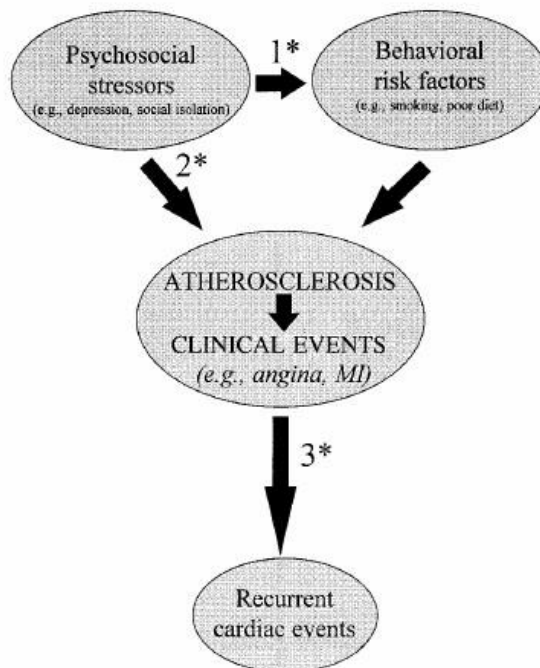 Psychosocial
stressors
(e.g., depression, social isolation)
1*
Behavioral
risk factors
(e.g., smoking, poor diet)
2*
ATHEROSCLEROSIS
CLINICAL EVENTS
(e.g., angina, MI)
3*
Recurrent
cardiac events